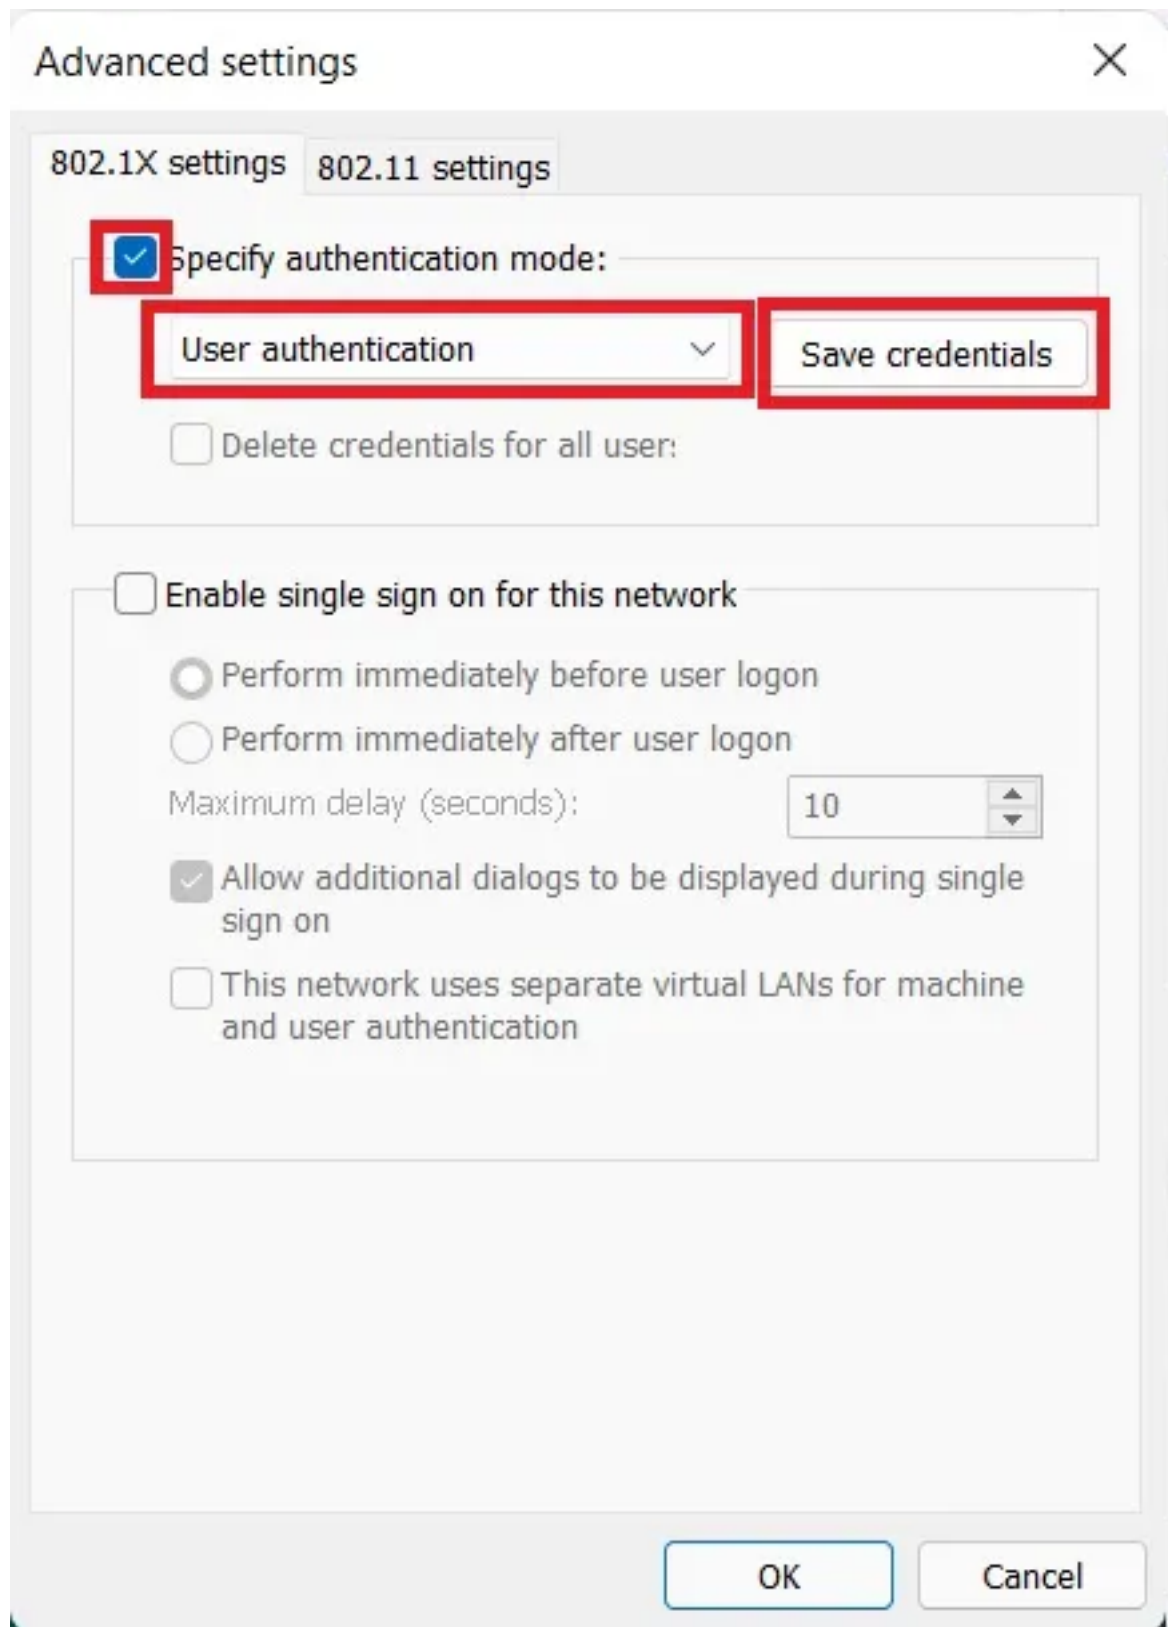 Advanced settings
802.1X settings
802.11 settings
Specify authentication mode:
User authentication
Save credentials
Delete credentials for all user
Enable single sign on for this network
Perform immediately before user logon
Perform immediately after user logon
Maximum delay (seconds):
10
Allow additional dialogs to be displayed during single
sign on
This network uses separate virtual LANs for machine
and user authentication
OK
Cancel